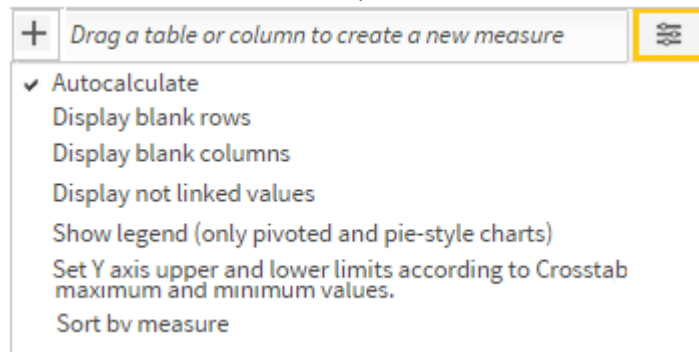 Drag a table or column to create a new measure
Autocalculate
Display blank rows
Display blank columns
Display not linked values
Show legend (only pivoted and pie-style charts)
Set Y axis upper and lower limits according to Crosstab
maximum and minimum values.
Sort by measure